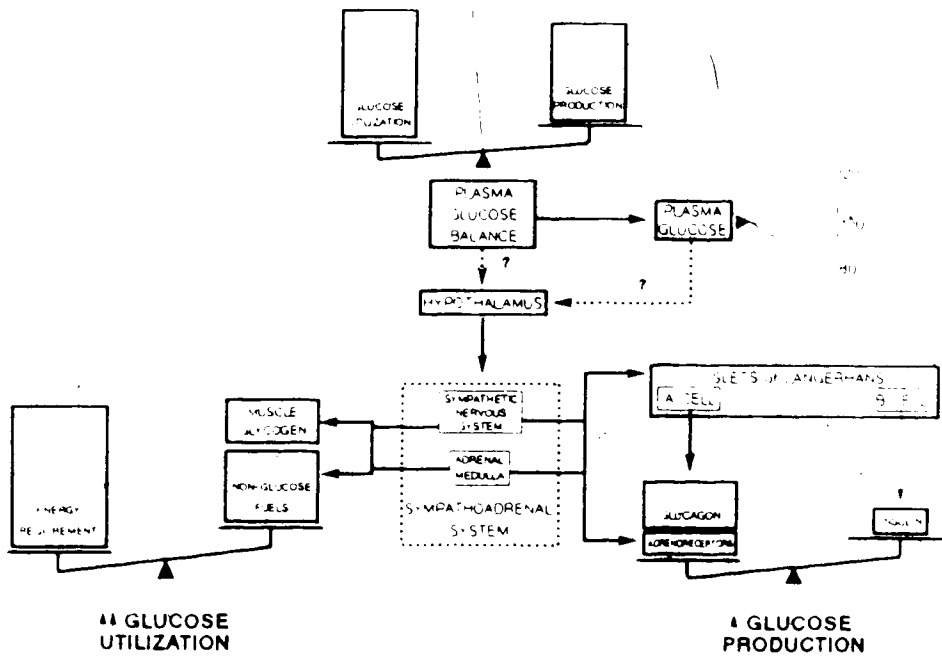 GLUCOSE
UTILIZATION
GLUCOSE
PRODUCTION
PLASMA
GLUCOSE
BALANCE
PLASMA
GLUCOSE
?
?
HYPOTHALAMUS
ISLETS OF LANGERHANS
A CELL
SYMPATHETIC
NERVOUS
SYSTEM
MUSCLE
GLYCOGEN
ADRENAL
MEDULLA
NON-GLUCOSE
FUELS
SYMPATHOADRENAL
SYSTEM
ENERGY
REQUIREMENT
GLUCAGON
ADRENORECEPTORS
INSULIN
GLUCOSE
UTILIZATION
GLUCOSE
PRODUCTION